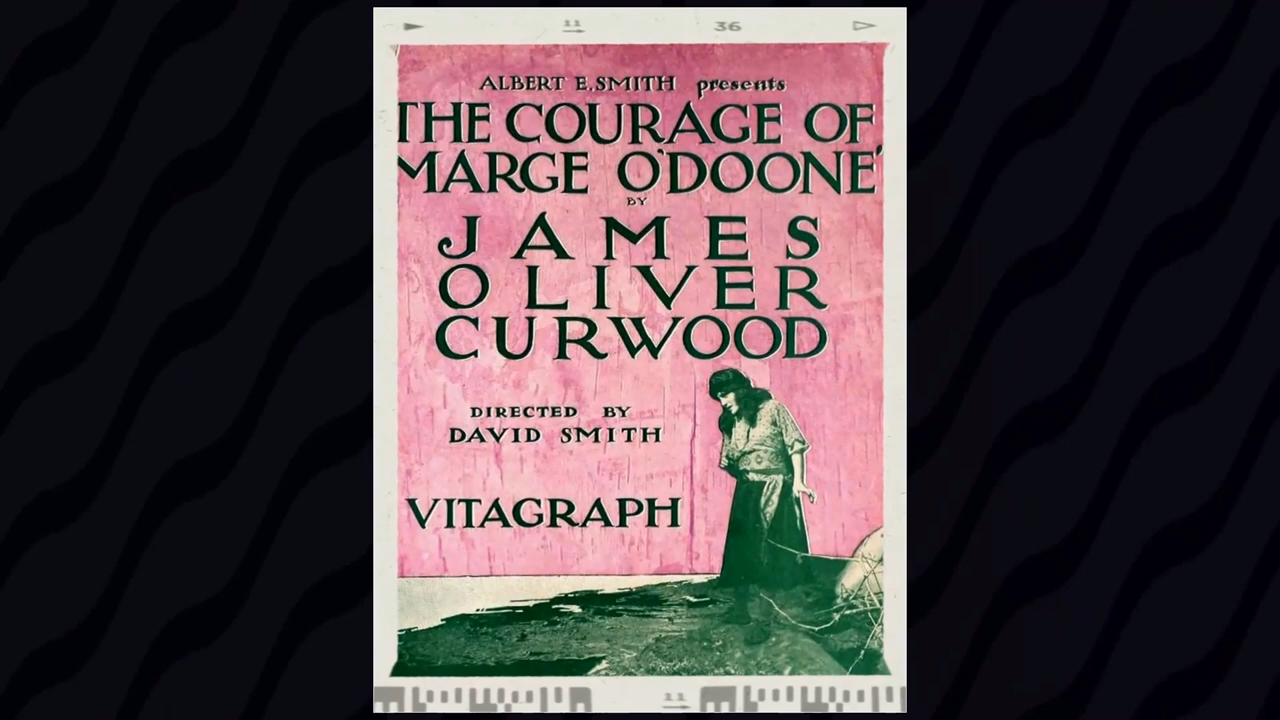 11
36
ALBERT E. SMITH presents
THE COURAGE OF
MARGE O'DOONE"
BY
JAMES
OLIVER
CURWOOD
DIRECTED BY
DAVID SMITH
VITAGRAPH
11